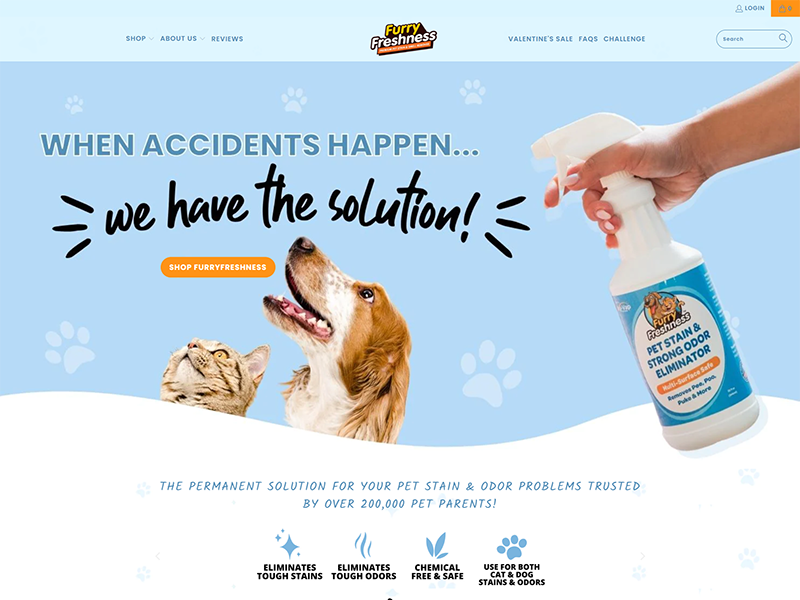 LOGIN
0
SHOP
ABOUT US
REVIEWS
Furry
Freshness
VALENTINE'S SALE
FAQS
CHALLENGE
Search
WHEN ACCIDENTS HAPPEN...
we have the solution!
SHOP FURRYFRESHNESS
Furry
Freshness
PET STAIN &
STRONG ODOR
ELIMINATOR
Multi-Surface Safe
Removes Pee, Poo,
Puke & More
THE PERMANENT SOLUTION FOR YOUR PET STAIN & ODOR PROBLEMS TRUSTED
BY OVER 200,000 PET PARENTS!
ELIMINATES
TOUGH STAINS
ELIMINATES
TOUGH ODORS
CHEMICAL
FREE & SAFE
USE FOR BOTH
CAT & DOG
STAINS & ODORS